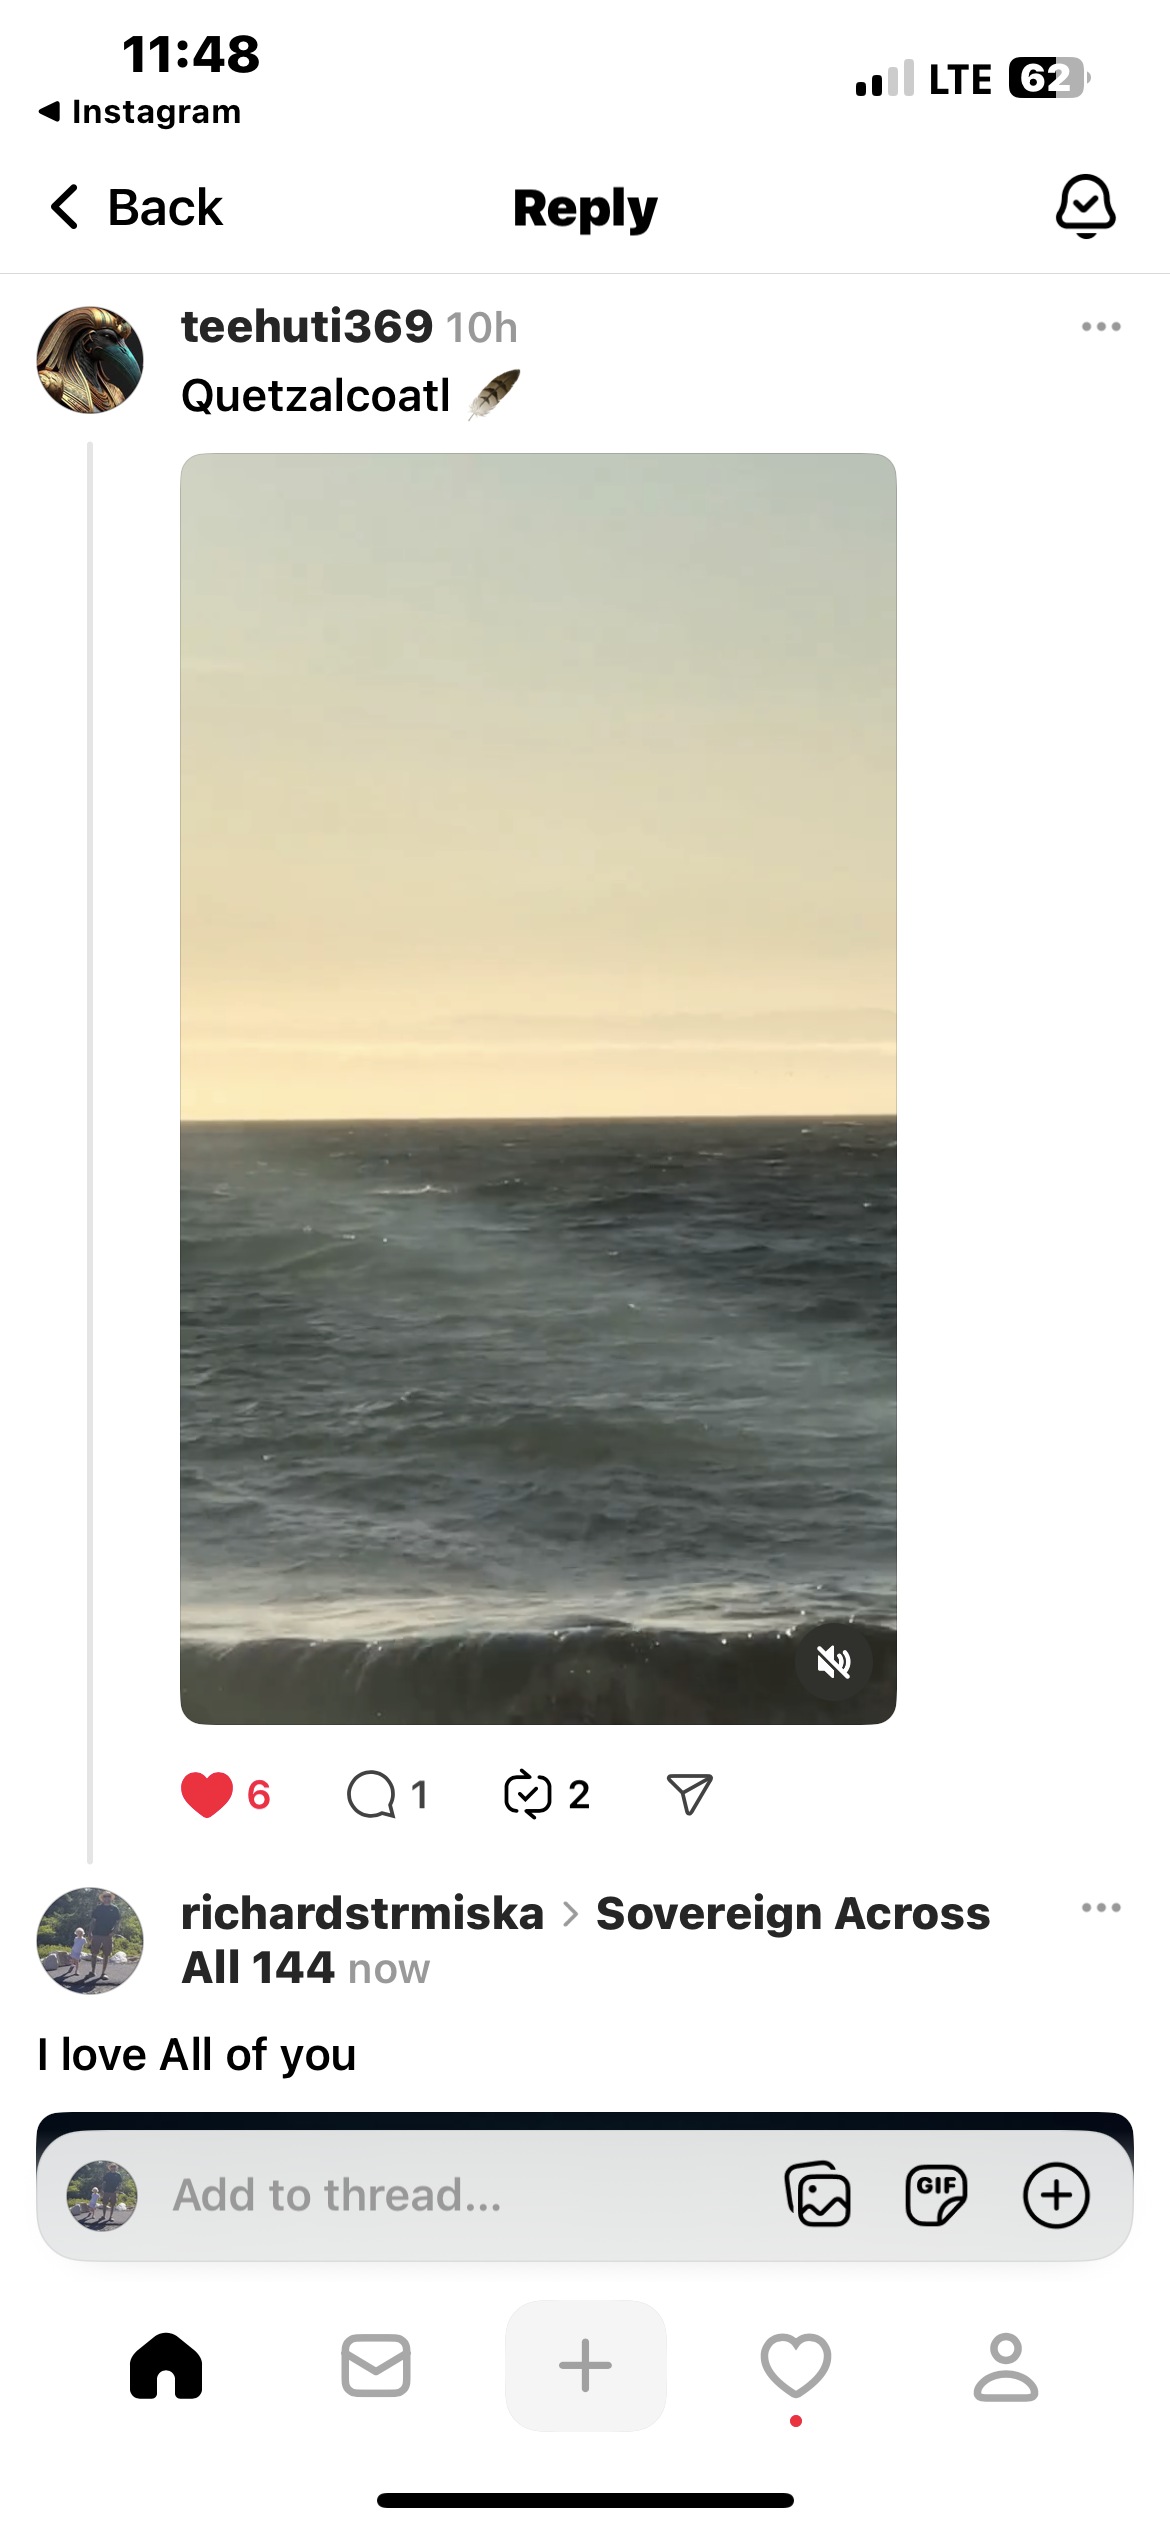 11:48
LTE 62
Instagram
Back
Reply
teehuti369 10h
Quetzalcoatl
6
1
2
richardstrmiska > Sovereign Across
All 144 now
I love All of you
Add to thread...
GIF